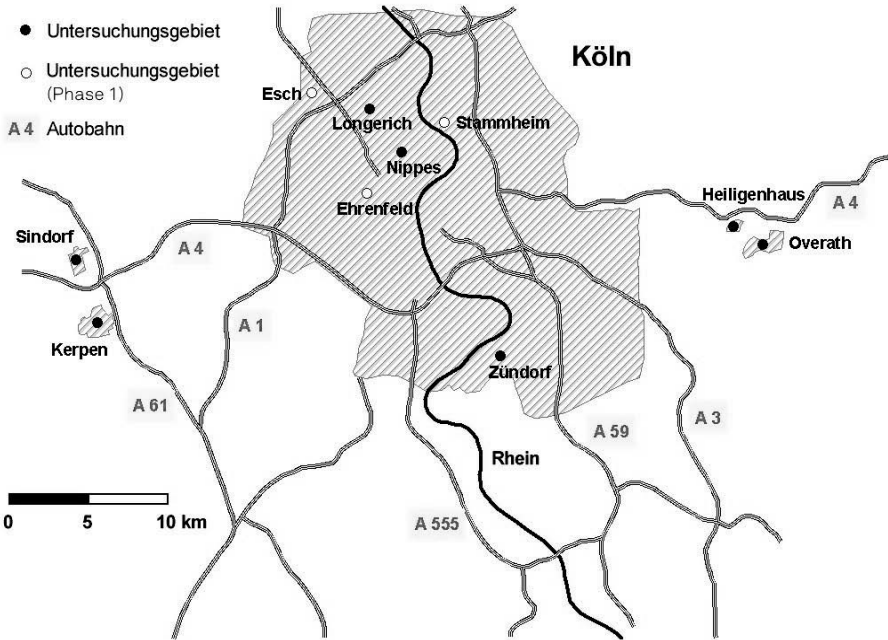 Untersuchungsgebiet
Untersuchungsgebiet
(Phase 1)
A 4 Autobahn
Köln
Esch
Longerich
Stammheim
Nippes
Ehrenfeld
Heiligenhaus
A 4
Overath
Sindorf
A 4
Kerpen
A 1
Zündorf
A 61
A 59
A 3
Rhein
A 555
0 5 10 km